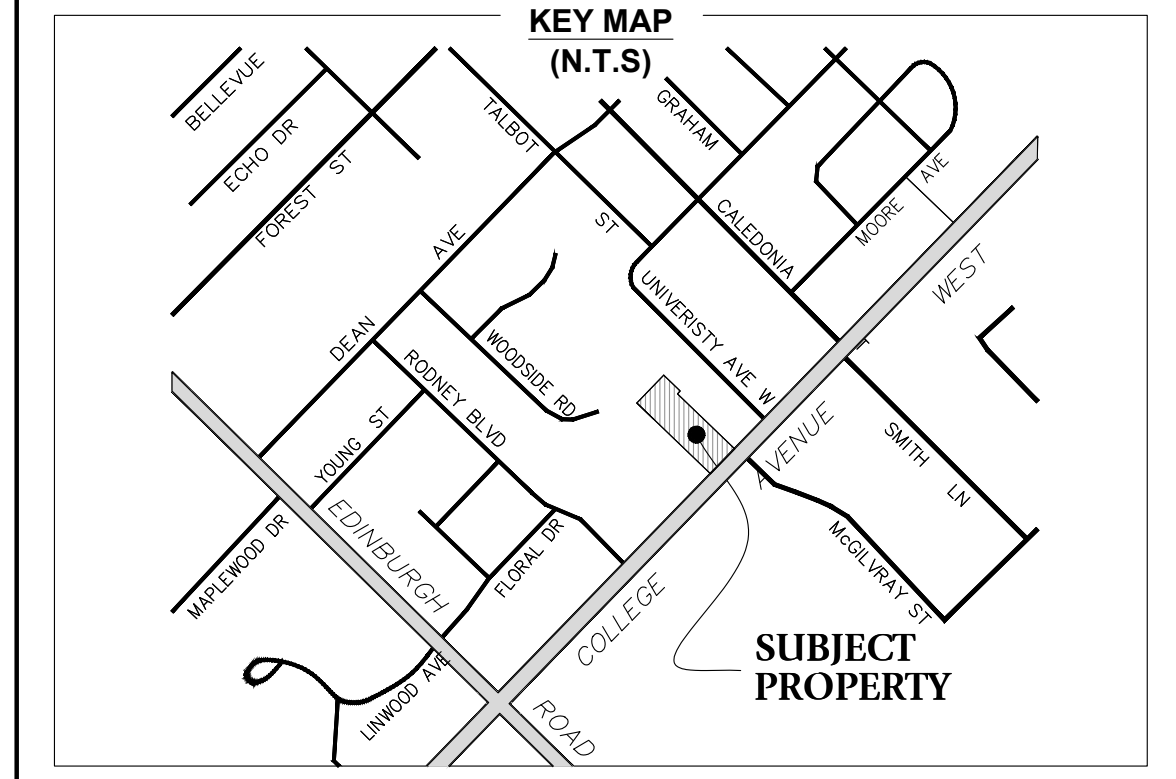 KEY MAP
(N.T.S)
BELLEVUE
ECHO DR
FOREST ST
TALBOT ST
GRAHAM
CALEDONIA
MOORE AVE
DEAN AVE
WOODSIDE RD
UNIVERISTY AVE W
RODNEY BLVD
YOUNG ST
MAPLEWOOD DR
EDINBURGH ROAD
FLORAL DR
LINWOOD AVE
COLLEGE AVENUE WEST
SMITH LN
McGILVRAY ST
SUBJECT
PROPERTY